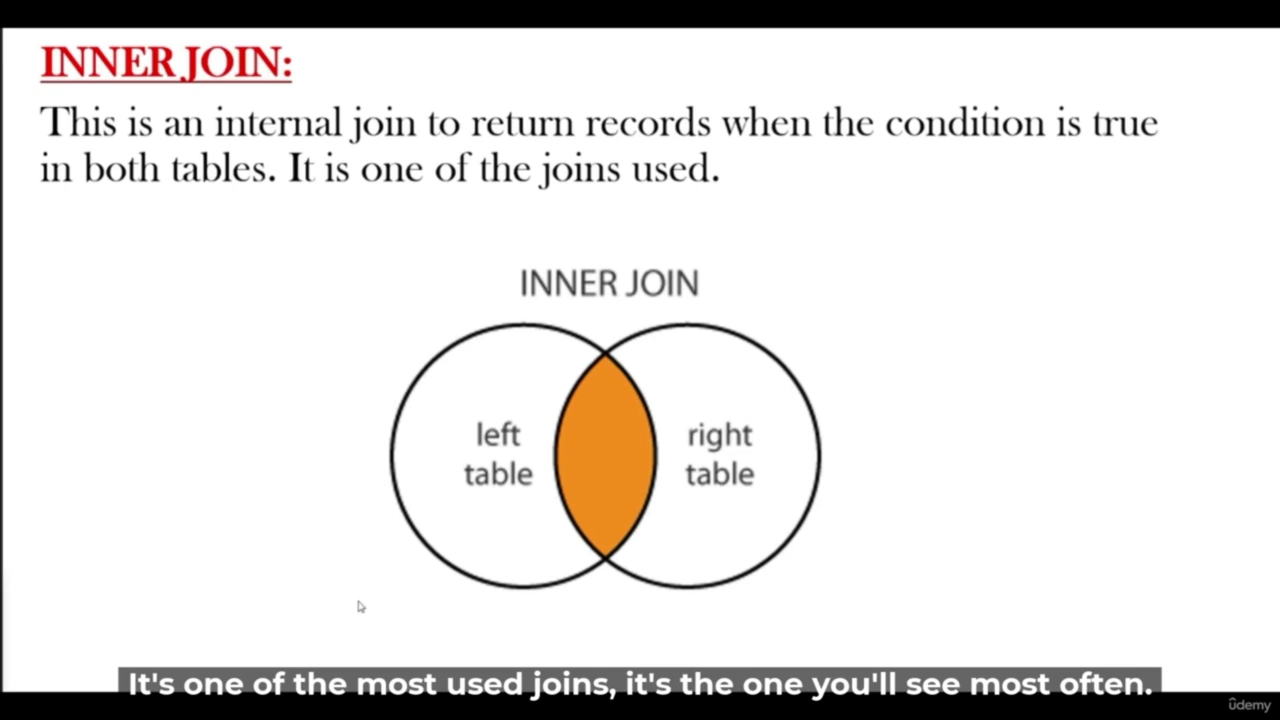 INNER JOIN:
This is an internal join to return records when the condition is true
in both tables. It is one of the joins used.
INNER JOIN
left
table
right
table
It's one of the most used joins, it's the one you'll see most often.
ûdemy